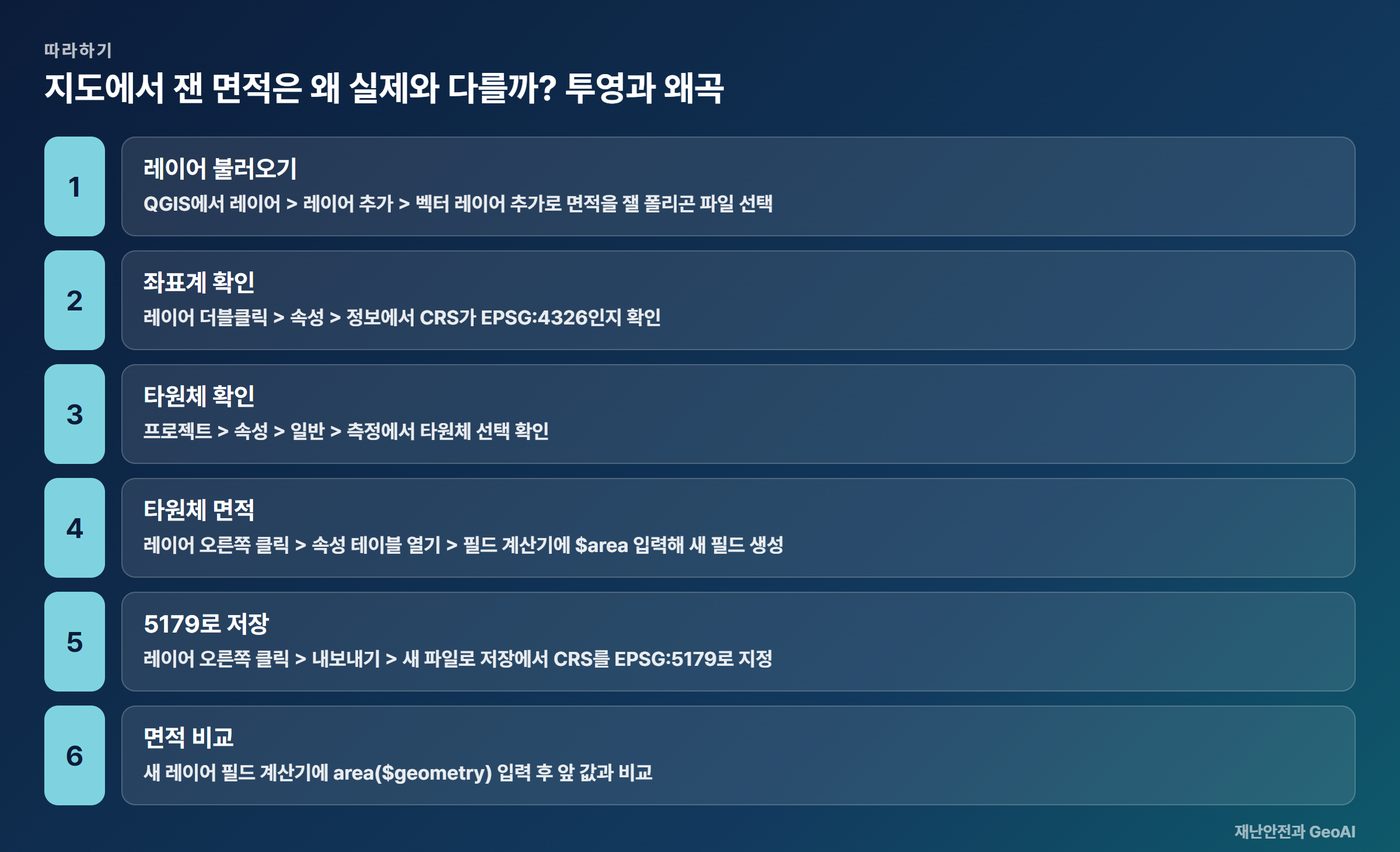 따라하기
지도에서 잰 면적은 왜 실제와 다를까? 투영과 왜곡
1
레이어 불러오기
QGIS에서 레이어 > 레이어 추가 > 벡터 레이어 추가로 면적을 잴 폴리곤 파일 선택
2
좌표계 확인
레이어 더블클릭 > 속성 > 정보에서 CRS가 EPSG:4326인지 확인
3
타원체 확인
프로젝트 > 속성 > 일반 > 측정에서 타원체 선택 확인
4
타원체 면적
레이어 오른쪽 클릭 > 속성 테이블 열기 > 필드 계산기에 $area 입력해 새 필드 생성
5
5179로 저장
레이어 오른쪽 클릭 > 내보내기 > 새 파일로 저장에서 CRS를 EPSG:5179로 지정
6
면적 비교
새 레이어 필드 계산기에 area($geometry) 입력 후 앞 값과 비교
재난안전과 GeoAI